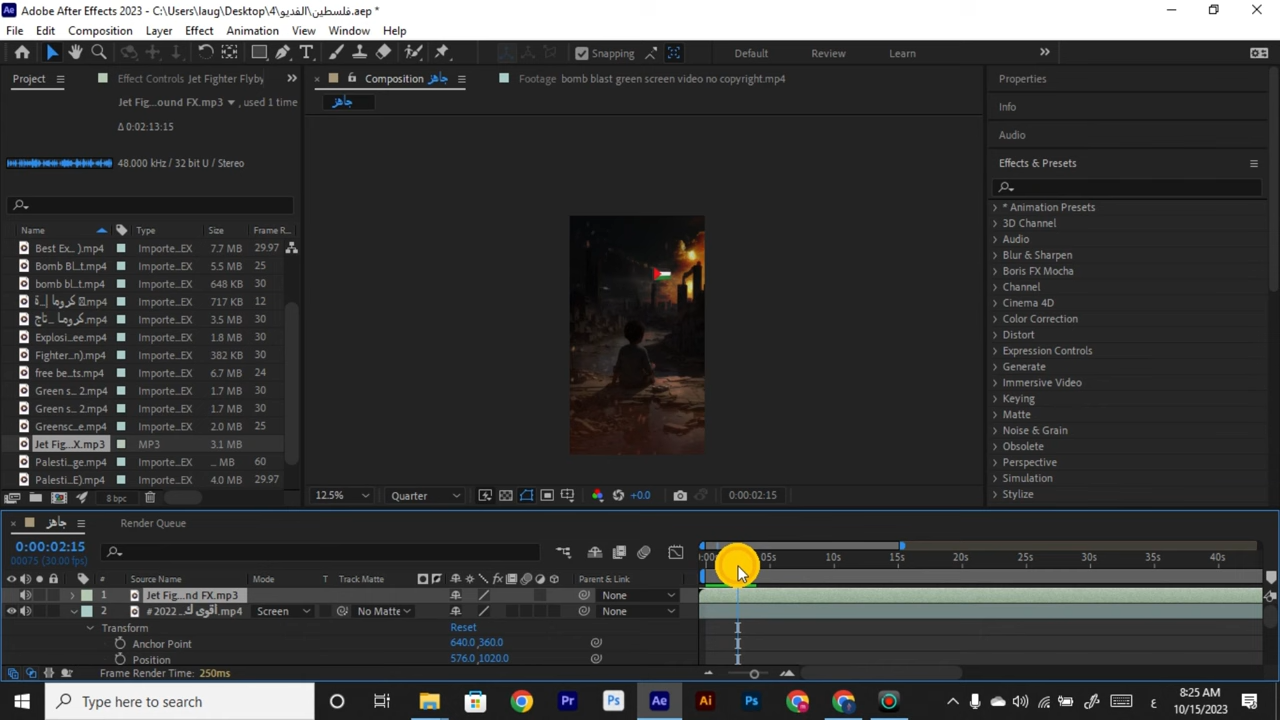 Adobe After Effects 2023 - C:\Users\laug\Desktop\4\فلسطين\الفديو.aep *
File Edit Composition Layer Effect Animation View Window Help
Snapping Default Review Learn
Project Effect Controls Jet Fighter Flyby Composition جاهز Footage bomb blast green screen video no copyright.mp4 Properties
Jet Fig...ound FX.mp3 , used 1 time جاهز Info
Δ 0:02:13:15 Audio
48.000 kHz / 32 bit U / Stereo Effects & Presets
Name Type Size Frame R...
Best Ex... ).mp4 Importe...EX 7.7 MB 29.97
Bomb Bl...t.mp4 Importe...EX 5.5 MB 25
bomb bl...t.mp4 Importe...EX 648 KB 30
Importe...EX 717 KB 12
كروما ...تاج.mp4 Importe...EX 3.5 MB 30
Explosi...ee.mp4 Importe...EX 1.8 MB 30
Fighter...n).mp4 Importe...EX 382 KB 30
free be...ts.mp4 Importe...EX 6.7 MB 24
Green s... 2.mp4 Importe...EX 1.7 MB 30
Green s... 2.mp4 Importe...EX 1.7 MB 30
Greensc...e.mp4 Importe...EX 2.0 MB 25
Jet Fig...X.mp3 MP3 3.1 MB
Palesti...ge.mp4 Importe...EX ... MB 60
Palesti...E).mp4 Importe...EX 4.0 MB 29.97
* Animation Presets
3D Channel
Audio
Blur & Sharpen
Boris FX Mocha
Channel
Cinema 4D
Color Correction
Distort
Expression Controls
Generate
Immersive Video
Keying
Matte
Noise & Grain
Obsolete
Perspective
Simulation
Stylize
8 bpc 12.5% Quarter +0.0 0:00:02:15
جاهز Render Queue
0:00:02:15
00075 (30.00 fps) 05s 10s 15s 20s 25s 30s 35s 40s
# Source Name Mode T Track Matte Parent & Link
1 Jet Fig...nd FX.mp3 None
2 #2022 ...أقوى ك.mp4 Screen No Matte None
Transform Reset
Anchor Point 640.0,360.0
Position 576.0,1020.0
Frame Render Time: 250ms
Type here to search 8:25 AM
10/15/2023